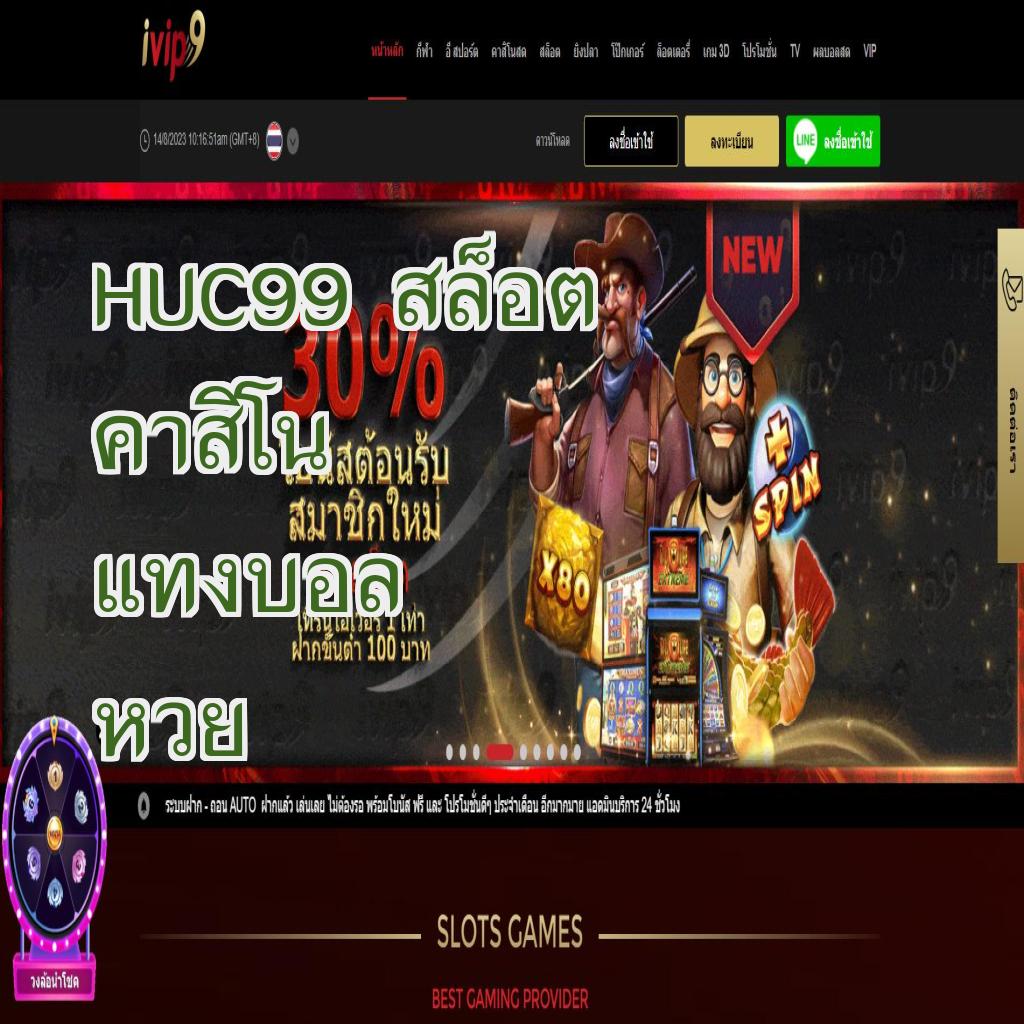 ivip9
หน้าหลัก กีฬา อี สปอร์ต คาสิโนสด สล็อต ยิงปลา โป๊กเกอร์ ล็อตเตอรี่ เกม 3D โปรโมชั่น TV ผลบอลสด VIP
14/8/2023 10:16:51am (GMT+8)
ดาวน์โหลด ลงชื่อเข้าใช้ ลงทะเบียน LINE ลงชื่อเข้าใช้
NEW
HUC99 สล็อต
30%
คาสิโน
สมาชิกใหม่
แทงบอล
ฝากขั้นต่ำ 100 บาท
หวย
+
SPIN
X80
EXTREME
ติดต่อเรา
ระบบฝาก - ถอน AUTO ฝากแล้ว เล่นเลย ไม่ต้องรอ พร้อมโบนัส ฟรี และ โปรโมชั่นดีๆ ประจำเดือน อีกมากมาย แอดมินบริการ 24 ชั่วโมง
วงล้อนำโชค
SLOTS GAMES
BEST GAMING PROVIDER